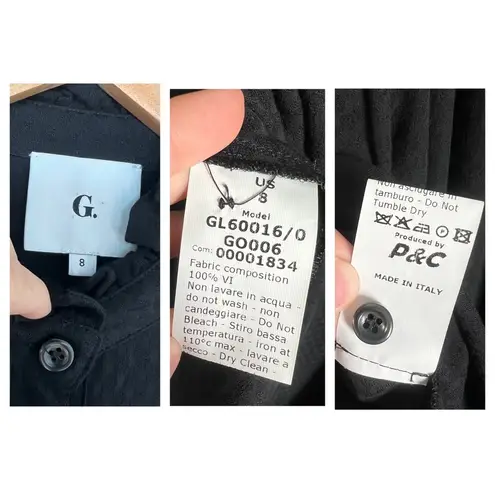 G.
8
US
8
Model
GL60016/0
GO006
Com: 00001834
Fabric composition
100% VI
Non lavare in acqua -
do not wash - non
candeggiare - Do Not
Bleach - Stiro bassa
temperatura - iron at
110°c max - lavare a
secco - Dry Clean -
Non asciugare in
tamburo - Do Not
Tumble Dry
Produced by
P&C
MADE IN ITALY